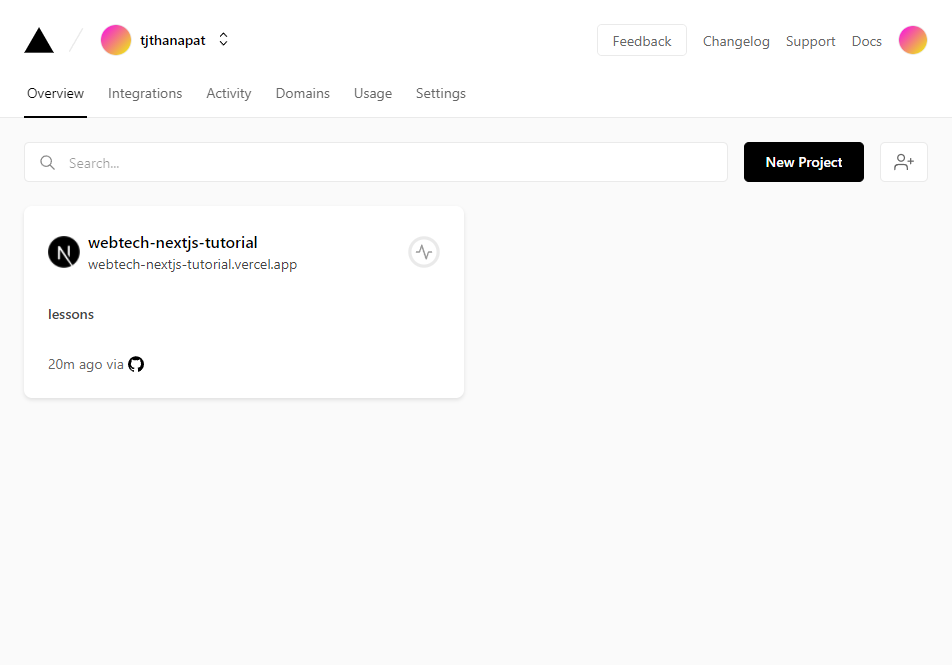 tjthanapat
Feedback
Changelog
Support
Docs
Overview
Integrations
Activity
Domains
Usage
Settings
Search...
New Project
N
webtech-nextjs-tutorial
webtech-nextjs-tutorial.vercel.app
lessons
20m ago via